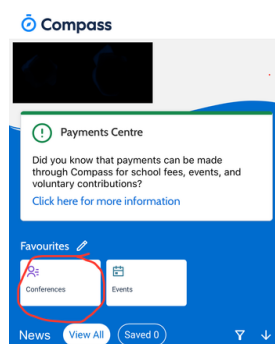 Compass
Payments Centre
Did you know that payments can be made
through Compass for school fees, events, and
voluntary contributions?
Click here for more information
Favourites
Conferences
Events
News View All Saved 0